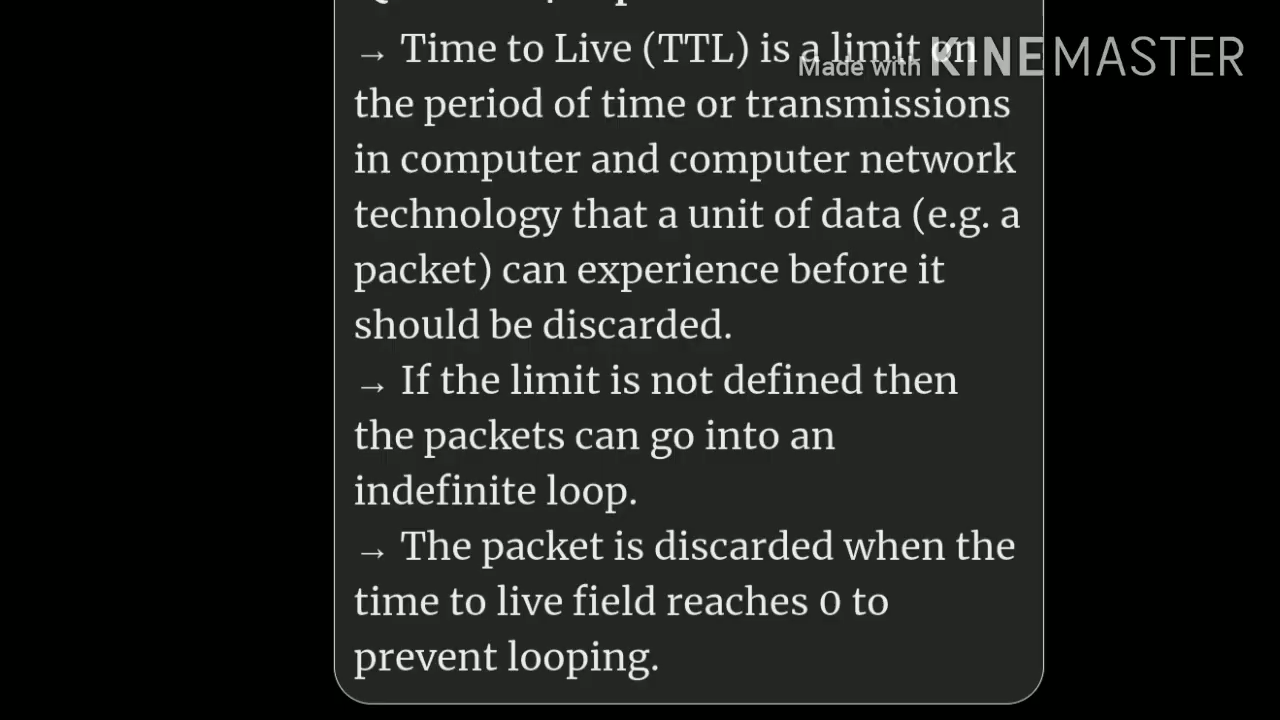 → Time to Live (TTL) is a limit on
Made with KINEMASTER
the period of time or transmissions
in computer and computer network
technology that a unit of data (e.g. a
packet) can experience before it
should be discarded.
→ If the limit is not defined then
the packets can go into an
indefinite loop.
→ The packet is discarded when the
time to live field reaches 0 to
prevent looping.